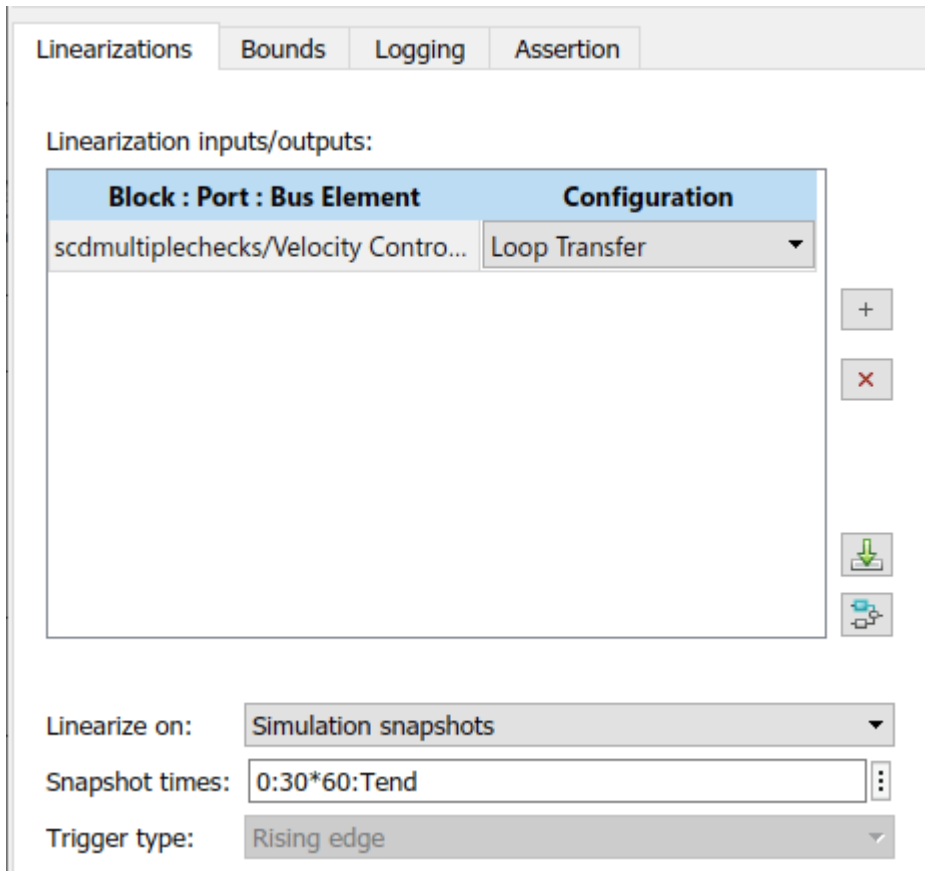 Linearizations Bounds Logging Assertion
Linearization inputs/outputs:
Block : Port : Bus Element Configuration
scdmultiplechecks/Velocity Contro... Loop Transfer
Linearize on: Simulation snapshots
Snapshot times: 0:30*60:Tend
Trigger type: Rising edge